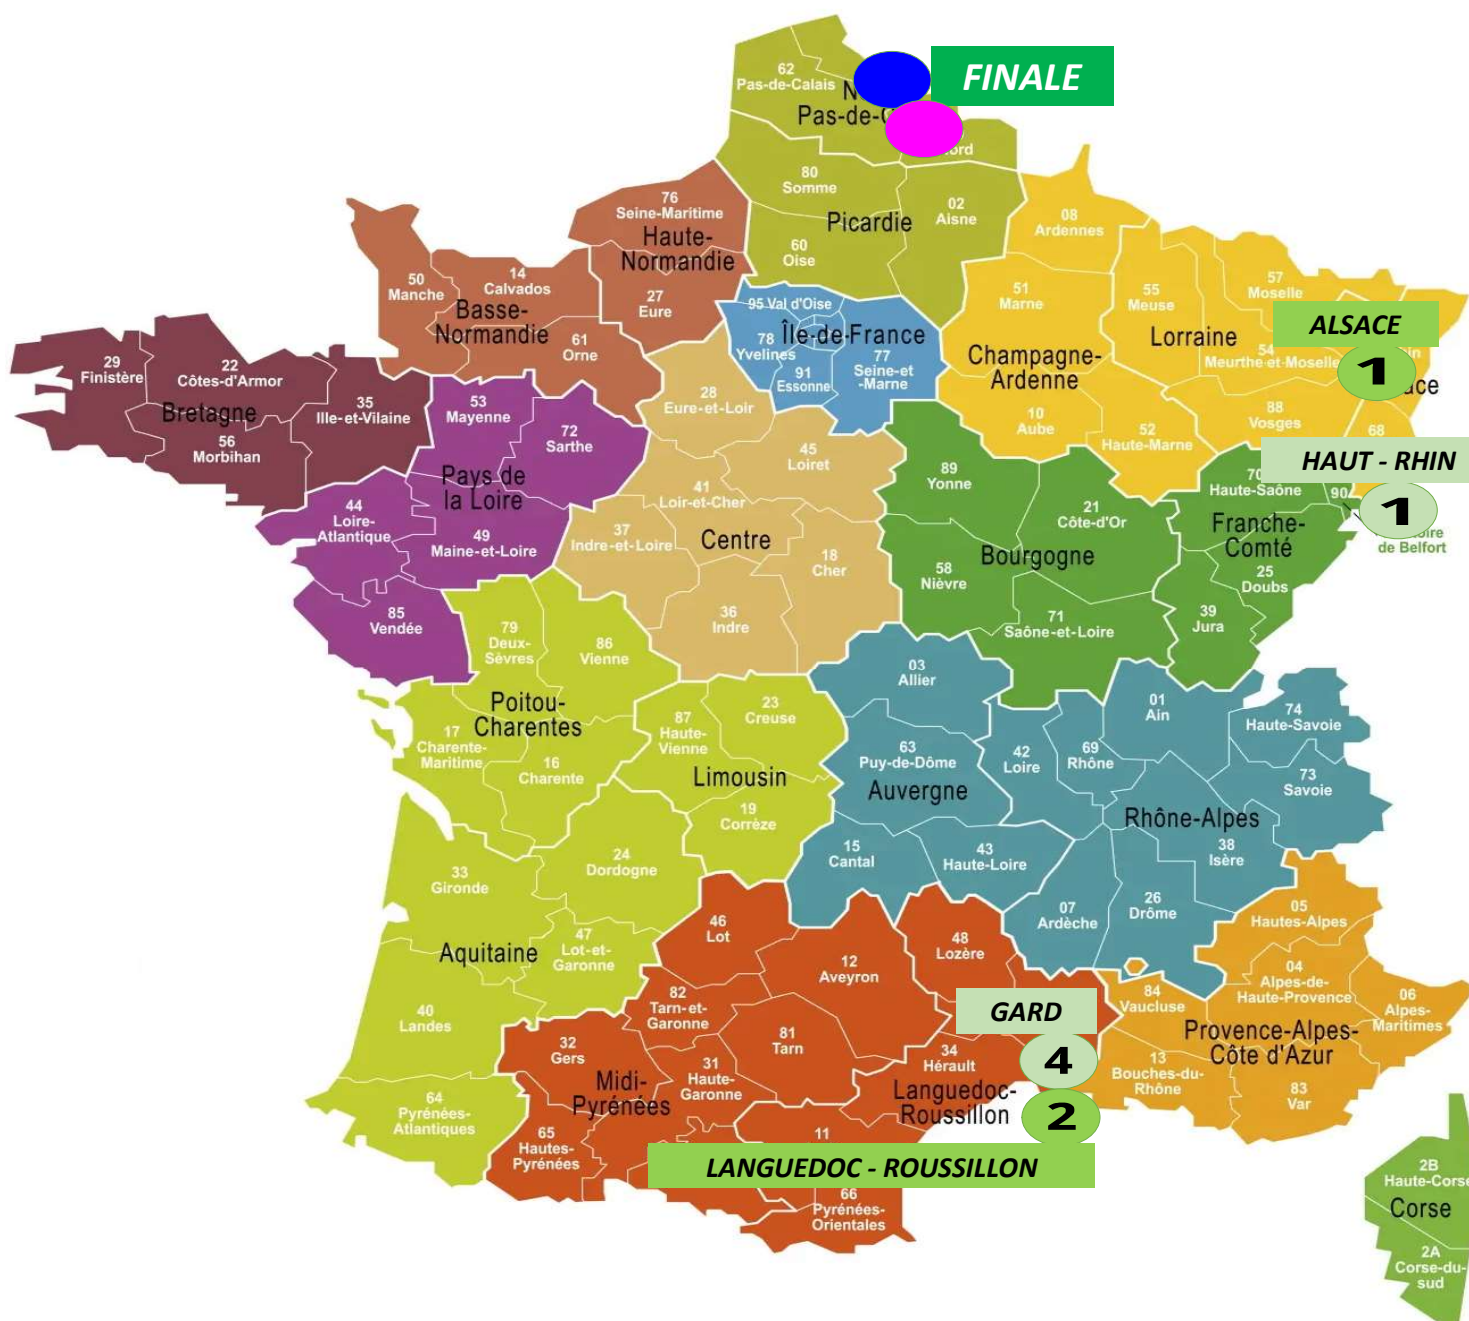 FINALE
62
Pas-de-Calais
Pas-de-
80
Somme
02
Aisne
Picardie
60
Oise
76
Seine-Maritime
Haute-
Normandie
27
Eure
08
Ardennes
50
Manche
14
Calvados
Basse-
Normandie
61
Orne
95 Val d'Oise
Île-de-France
78
Yvelines
91
Essonne
77
Seine-et
-Marne
51
Marne
55
Meuse
57
Moselle
Lorraine
54
Meurthe-et-Moselle
ALSACE
1
Champagne-
Ardenne
10
Aube
52
Haute-Marne
88
Vosges
68
HAUT - RHIN
1
29
Finistère
22
Côtes-d'Armor
35
Ille-et-Vilaine
Bretagne
56
Morbihan
53
Mayenne
72
Sarthe
Pays de
la Loire
44
Loire-
Atlantique
49
Maine-et-Loire
85
Vendée
28
Eure-et-Loir
45
Loiret
41
Loir-et-Cher
37
Indre-et-Loire
Centre
18
Cher
36
Indre
89
Yonne
21
Côte-d'Or
Bourgogne
58
Nièvre
71
Saône-et-Loire
70
Haute-Saône
90
Franche-
Comté
de Belfort
25
Doubs
39
Jura
79
Deux-
Sèvres
86
Vienne
Poitou-
Charentes
17
Charente-
Maritime
16
Charente
87
Haute-
Vienne
23
Creuse
Limousin
19
Corrèze
03
Allier
63
Puy-de-Dôme
Auvergne
15
Cantal
43
Haute-Loire
42
Loire
69
Rhône
01
Ain
74
Haute-Savoie
73
Savoie
Rhône-Alpes
38
Isère
07
Ardèche
26
Drôme
33
Gironde
24
Dordogne
Aquitaine
47
Lot-et-
Garonne
40
Landes
64
Pyrénées-
Atlantiques
46
Lot
12
Aveyron
82
Tarn-et-
Garonne
81
Tarn
32
Gers
31
Haute-
Garonne
Midi-
Pyrénées
65
Hautes-
Pyrénées
48
Lozère
GARD
4
34
Hérault
Languedoc-
Roussillon
2
11
LANGUEDOC - ROUSSILLON
66
Pyrénées-
Orientales
05
Hautes-Alpes
04
Alpes-de-
Haute-Provence
06
Alpes-
Maritimes
84
Vaucluse
Provence-Alpes-
Côte d'Azur
13
Bouches-du-
Rhône
83
Var
2B
Haute-Corse
Corse
2A
Corse-du-
sud